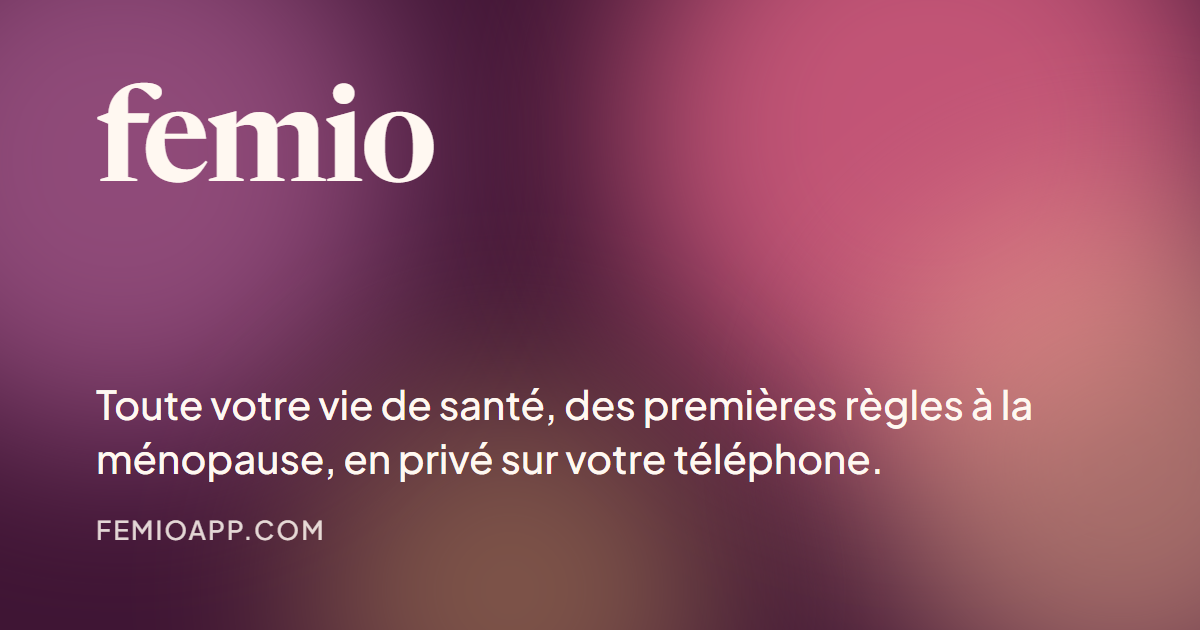 femio
Toute votre vie de santé, des premières règles à la
ménopause, en privé sur votre téléphone.
FEMIOAPP.COM